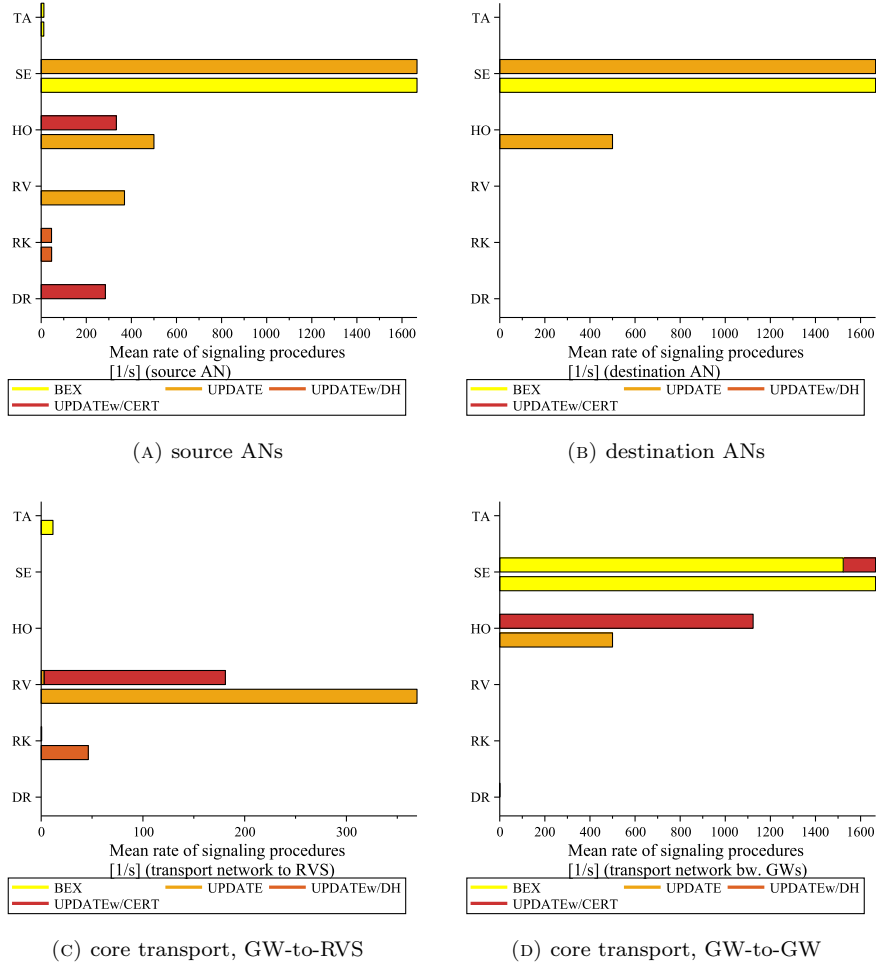 TA
SE
HO
RV
RK
DR
0 200 400 600 800 1000 1200 1400 1600
Mean rate of signaling procedures
[1/s] (source AN)
BEX UPDATE UPDATEw/DH
UPDATEw/CERT
(A) source ANs
TA
SE
HO
RV
RK
DR
0 200 400 600 800 1000 1200 1400 1600
Mean rate of signaling procedures
[1/s] (destination AN)
BEX UPDATE UPDATEw/DH
UPDATEw/CERT
(B) destination ANs
TA
SE
HO
RV
RK
DR
0 100 200 300
Mean rate of signaling procedures
[1/s] (transport network to RVS)
BEX UPDATE UPDATEw/DH
UPDATEw/CERT
(C) core transport, GW-to-RVS
TA
SE
HO
RV
RK
DR
0 200 400 600 800 1000 1200 1400 1600
Mean rate of signaling procedures
[1/s] (transport network bw. GWs)
BEX UPDATE UPDATEw/DH
UPDATEw/CERT
(D) core transport, GW-to-GW